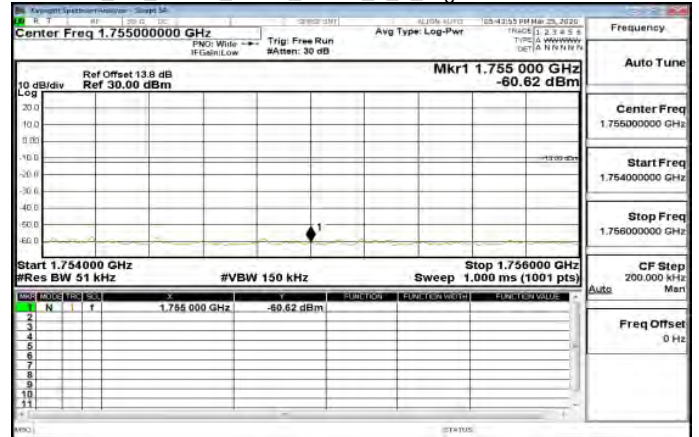 Keysight Spectrum Analyzer - Swept SA
R T RF 50 Ω DC SENSE:INT ALIGN AUTO 05:43:55 PM Mar 25, 2020
Center Freq 1.755000000 GHz
PNO: Wide
IFGain:Low
Trig: Free Run
#Atten: 30 dB
Avg Type: Log-Pwr
TRACE 1 2 3 4 5 6
TYPE A WWWWW
DET A N N N N N
Ref Offset 13.8 dB
Ref 30.00 dBm
10 dB/div
Log
Mkr1 1.755 000 GHz
-60.62 dBm
20.0
10.0
0.00
-10.0
-20.0
-30.0
-40.0
-50.0
-60.0
-13.00 dBm
1
Start 1.754000 GHz
Stop 1.756000 GHz
#Res BW 51 kHz
#VBW 150 kHz
Sweep 1.000 ms (1001 pts)
MKR MODE TRC SCL X Y FUNCTION FUNCTION WIDTH FUNCTION VALUE
1 N 1 f 1.755 000 GHz -60.62 dBm
2
3
4
5
6
7
8
9
10
11
MSG
STATUS
Frequency
Auto Tune
Center Freq
1.755000000 GHz
Start Freq
1.754000000 GHz
Stop Freq
1.756000000 GHz
CF Step
200.000 kHz
Auto Man
Freq Offset
0 Hz